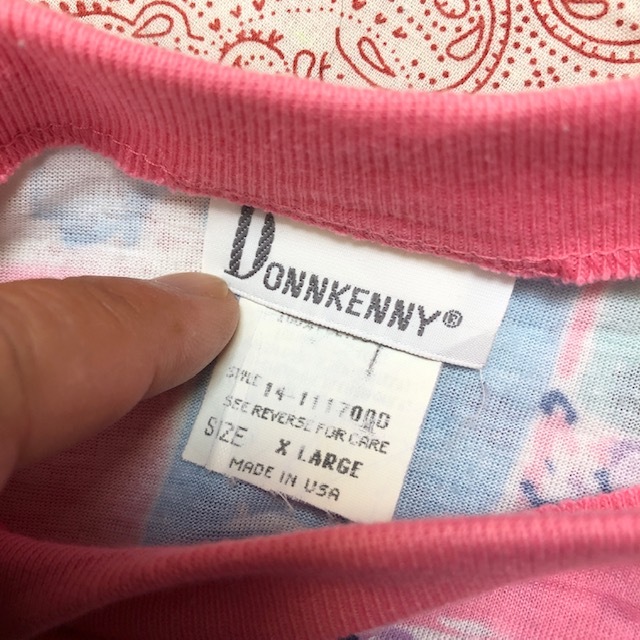 DONNKENNY®
STYLE 14-1117000
SEE REVERSE FOR CARE
SIZE X LARGE
MADE IN USA